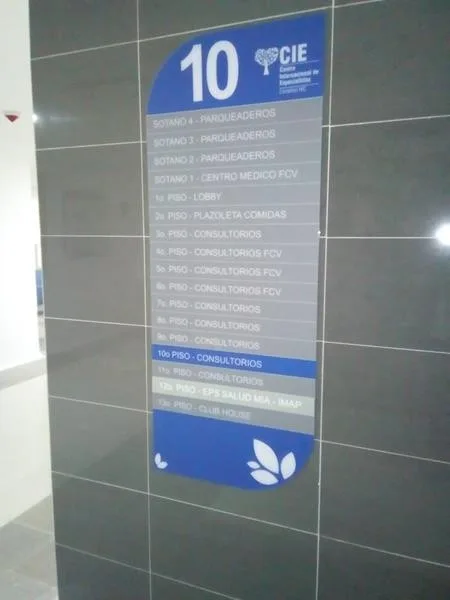 10
CIE
Centro
Internacional de
Especialistas
SOTANO 4 - PARQUEADEROS
SOTANO 3 - PARQUEADEROS
SOTANO 2 - PARQUEADEROS
SOTANO 1 - CENTRO MEDICO FCV
1o. PISO - LOBBY
2o. PISO - PLAZOLETA COMIDAS
3o. PISO - CONSULTORIOS
4o. PISO - CONSULTORIOS FCV
5o. PISO - CONSULTORIOS FCV
6o. PISO - CONSULTORIOS FCV
7o. PISO - CONSULTORIOS
8o. PISO - CONSULTORIOS
9o. PISO - CONSULTORIOS
10o PISO - CONSULTORIOS
11o. PISO - CONSULTORIOS
12o. PISO - EPS SALUD MIA - IMAP
13o. PISO - CLUB HOUSE